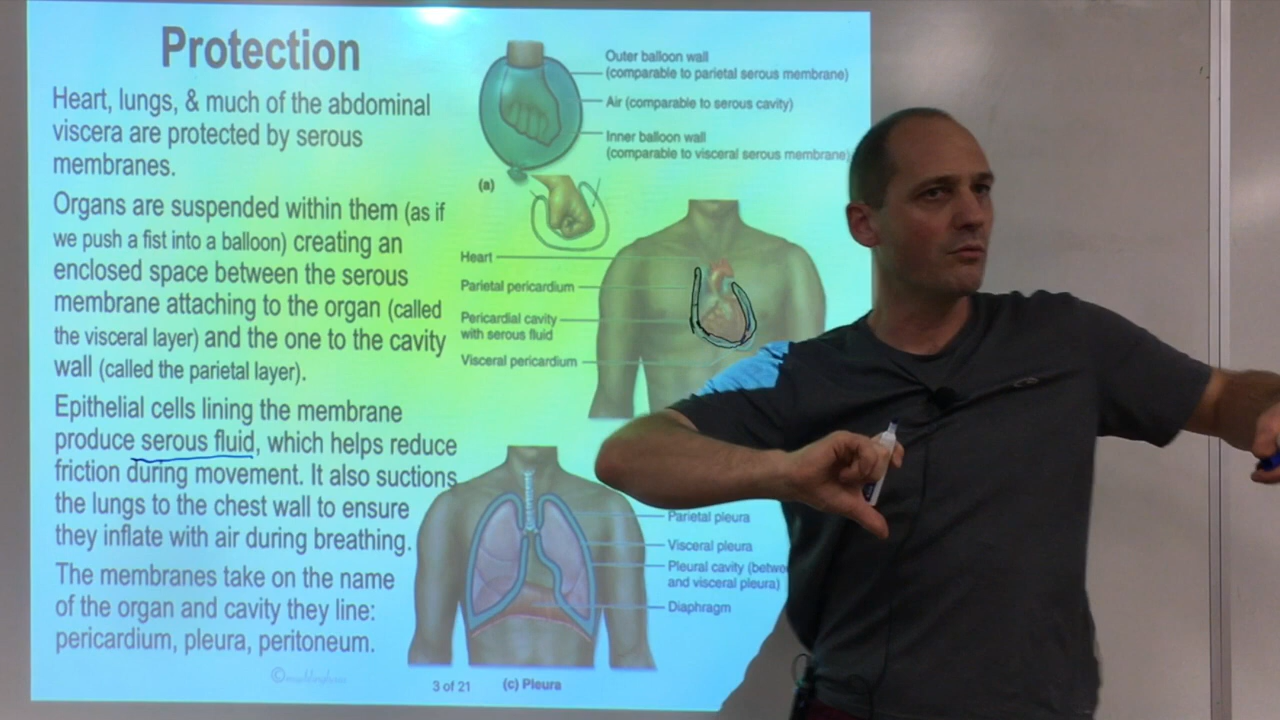 Protection
Heart, lungs, & much of the abdominal
viscera are protected by serous
membranes.
Organs are suspended within them (as if
we push a fist into a balloon) creating an
enclosed space between the serous
membrane attaching to the organ (called
the visceral layer) and the one to the cavity
wall (called the parietal layer).
Epithelial cells lining the membrane
produce serous fluid, which helps reduce
friction during movement. It also suctions
the lungs to the chest wall to ensure
they inflate with air during breathing.
The membranes take on the name
of the organ and cavity they line:
pericardium, pleura, peritoneum.
Outer balloon wall
(comparable to parietal serous membrane)
Air (comparable to serous cavity)
Inner balloon wall
(comparable to visceral serous membrane)
(a)
Heart
Parietal pericardium
Pericardial cavity
with serous fluid
Visceral pericardium
Parietal pleura
Visceral pleura
Pleural cavity (betwe
and visceral pleura)
Diaphragm
3 of 21
(c) Pleura